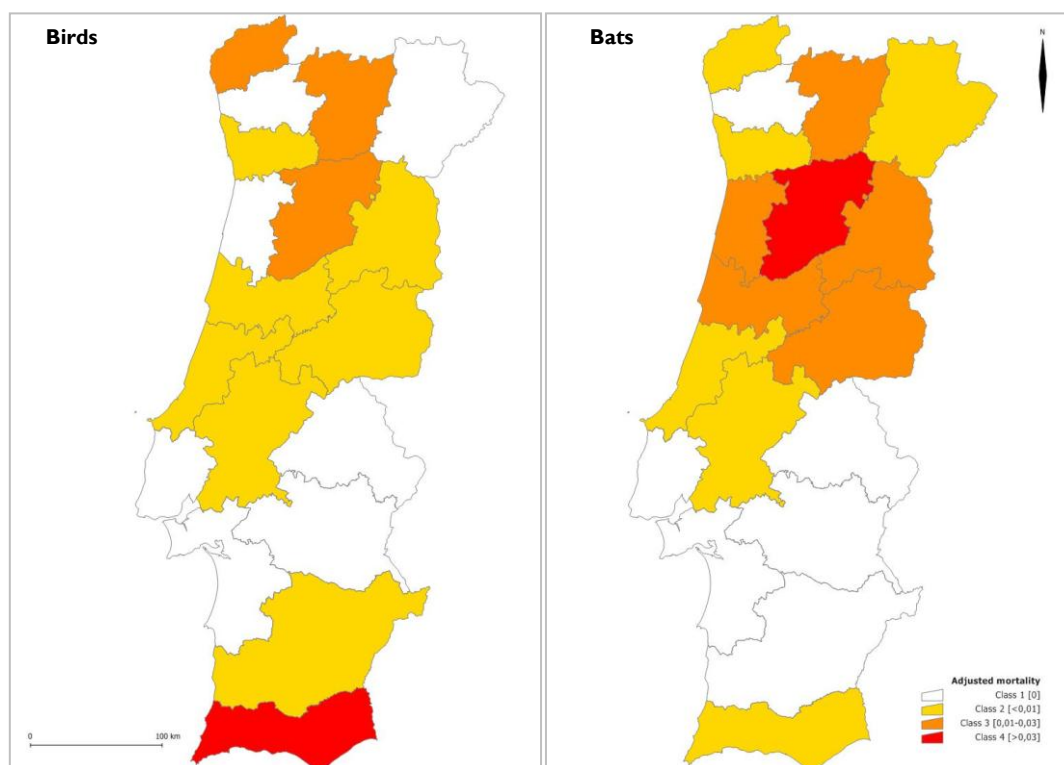 Birds
Bats
N
Adjusted mortality
Class 1 [0]
Class 2 [<0,01]
Class 3 [0,01-0,03]
Class 4 [>0,03]
0 100 km